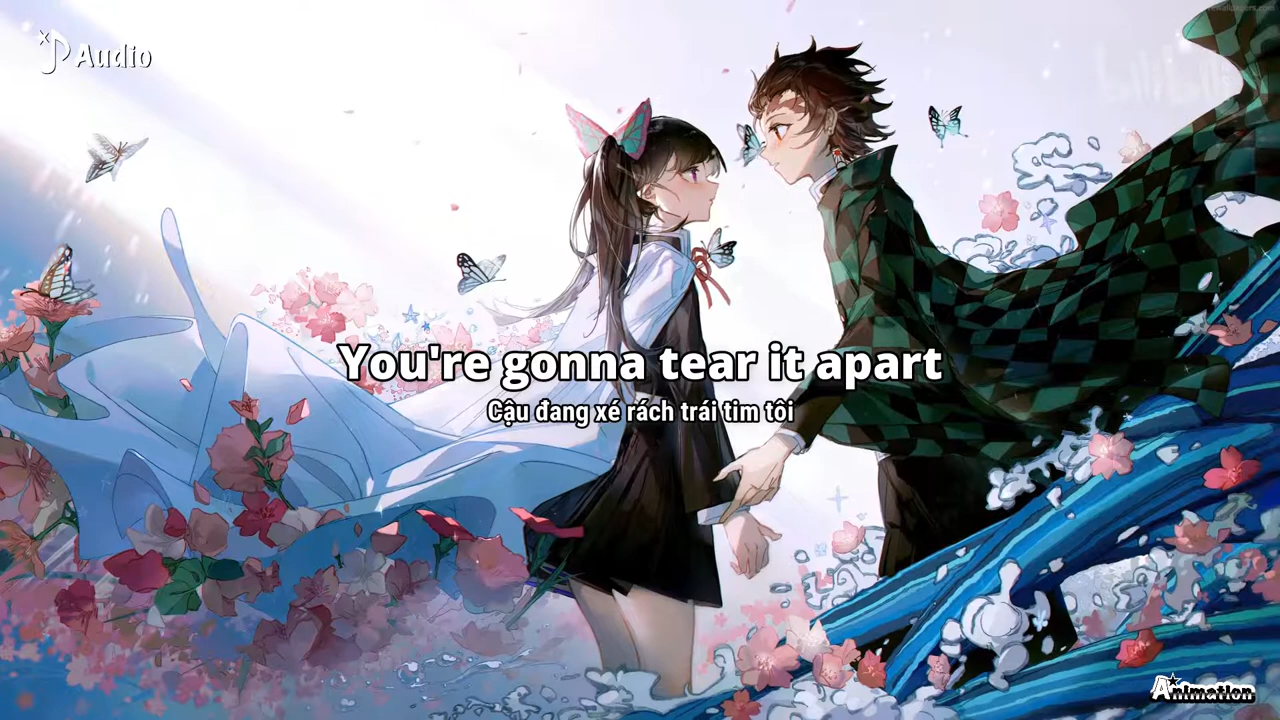 Audio
You're gonna tear it apart
Cậu đang xé rách trái tim tôi
Animation